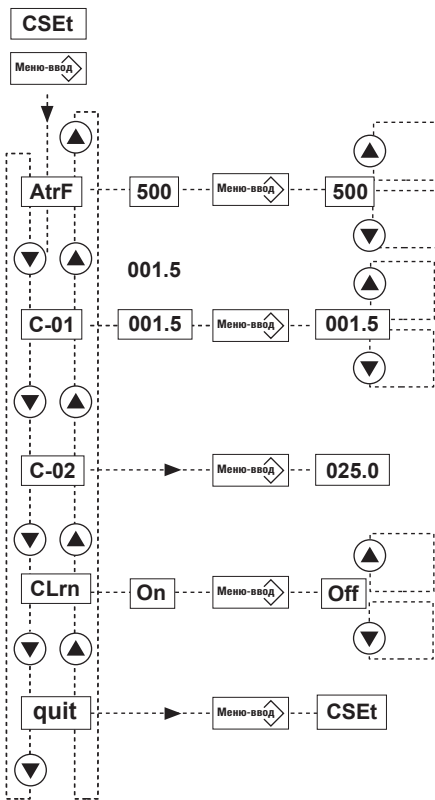 CSEt
Меню-ввод
AtrF 500 Меню-ввод 500
001.5
C-01 001.5 Меню-ввод 001.5
C-02 Меню-ввод 025.0
CLrn On Меню-ввод Off
quit Меню-ввод CSEt